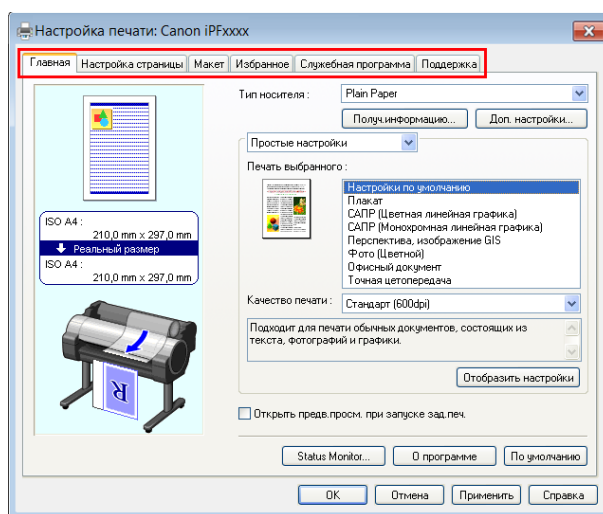 Настройка печати: Canon iPFxxxx
Главная Настройка страницы Макет Избранное Служебная программа Поддержка
Тип носителя : Plain Paper
Получ.информацию... Доп. настройки...
Простые настройки
Печать выбранного :
Настройки по умолчанию
Плакат
САПР (Цветная линейная графика)
САПР (Монохромная линейная графика)
Перспектива, изображение GIS
Фото (Цветной)
Офисный документ
Точная цетопередача
ISO A4 :
210,0 mm x 297,0 mm
Реальный размер
ISO A4 :
210,0 mm x 297,0 mm
Качество печати : Стандарт (600dpi)
Подходит для печати обычных документов, состоящих из
текста, фотографий и графики.
Отобразить настройки
R
Открыть предв.просм. при запуске зад.печ.
Status Monitor... О программе По умолчанию
OK Отмена Применить Справка